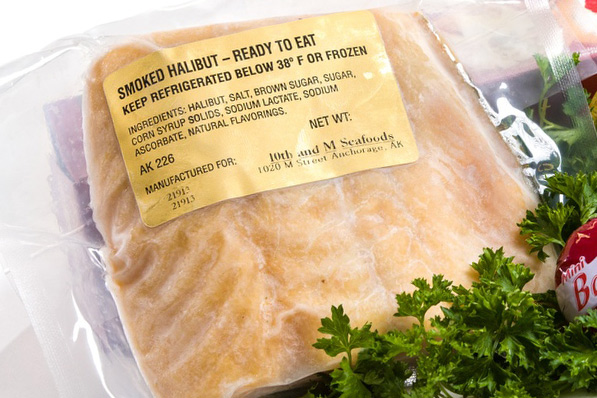 SMOKED HALIBUT – READY TO EAT
KEEP REFRIGERATED BELOW 38° F OR FROZEN
INGREDIENTS: HALIBUT, SALT, BROWN SUGAR, SUGAR,
CORN SYRUP SOLIDS, SODIUM LACTATE, SODIUM
ASCORBATE, NATURAL FLAVORINGS.
NET WT:
AK 226
MANUFACTURED FOR:
10th and M Seafoods
1020 M Street Anchorage, AK
21913
21913
Mini